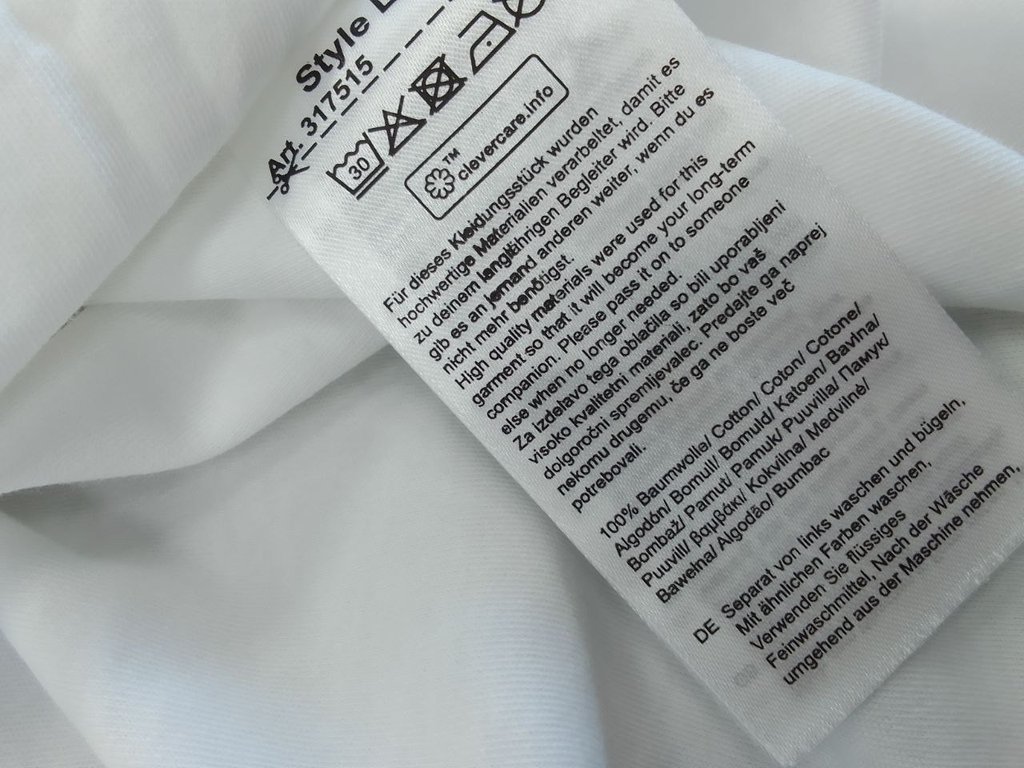 Style
Art. 317515
30
clevercare.info
Für dieses Kleidungsstück wurden
hochwertige Materialien verarbeitet, damit es
zu deinem langjährigen Begleiter wird. Bitte
gib es an jemand anderen weiter, wenn du es
nicht mehr benötigst.
High quality materials were used for this
garment so that it will become your long-term
companion. Please pass it on to someone
else when no longer needed.
Za izdelavo tega oblačila so bili uporabljeni
visoko kvalitetni materiali, zato bo vaš
dolgoročni spremljevalec. Predajte ga naprej
nekomu drugemu, če ga ne boste več
potrebovali.
100% Baumwolle/ Cotton/ Coton/ Cotone/
Algodón/ Bomull/ Bomuld/ Katoen/ Bavlna/
Bombaž/ Pamut/ Pamuk/ Puuvilla/ Памук/
Puuvill/ βαμβάκι/ Kokvilna/ Medvilnė/
Bawełna/ Algodão/ Bumbac
DE Separat von links waschen und bügeln,
Mit ähnlichen Farben waschen,
Verwenden Sie flüssiges
Feinwaschmittel, Nach der Wäsche
umgehend aus der Maschine nehmen,